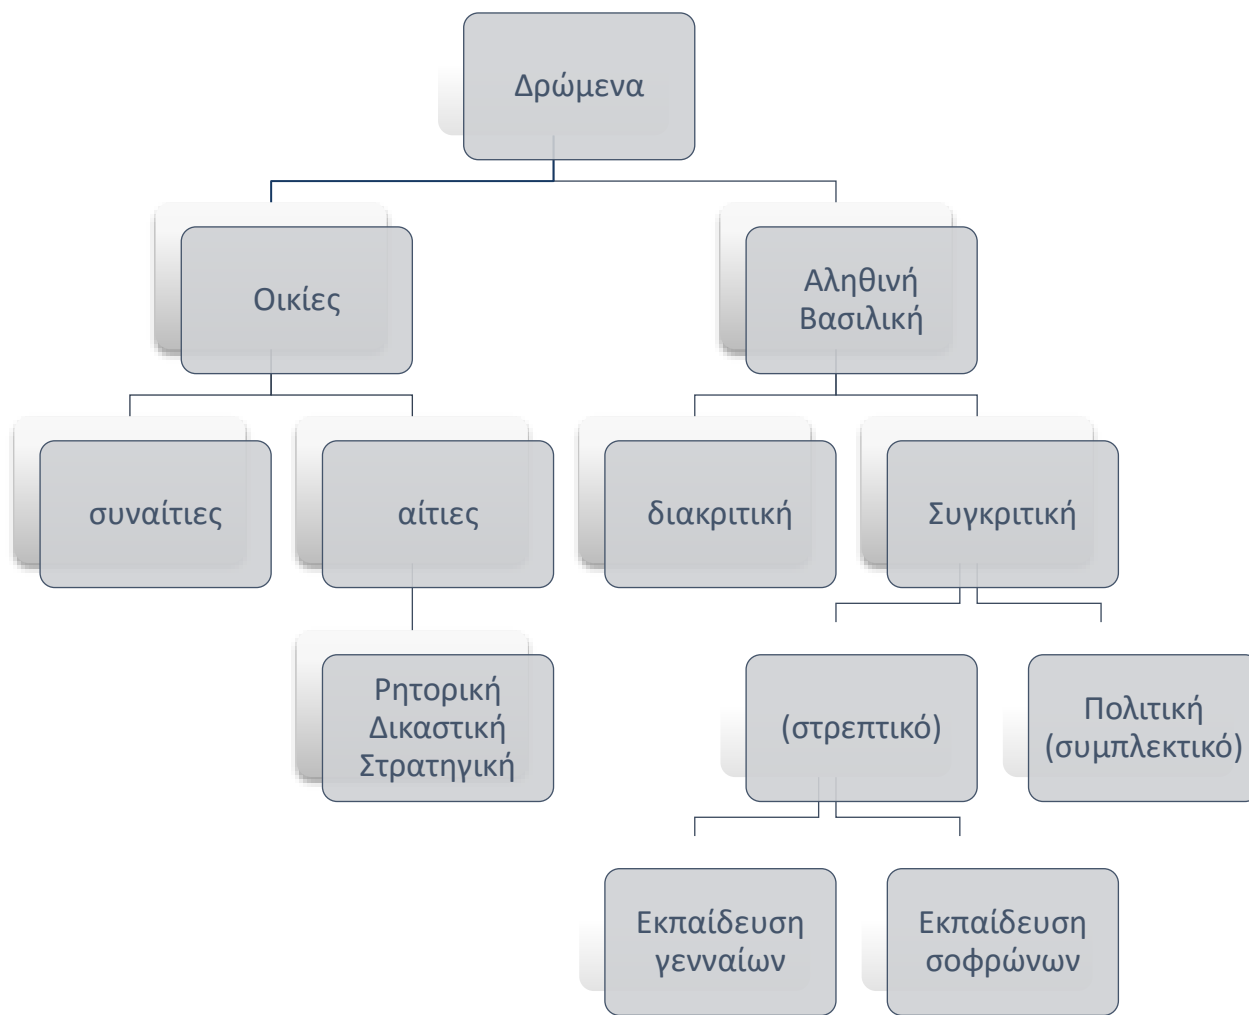 Δρώμενα
Οικίες
Αληθινή
Βασιλική
συναίτιες
αίτιες
διακριτική
Συγκριτική
Ρητορική
Δικαστική
Στρατηγική
(στρεπτικό)
Πολιτική
(συμπλεκτικό)
Εκπαίδευση
γενναίων
Εκπαίδευση
σοφρώνων